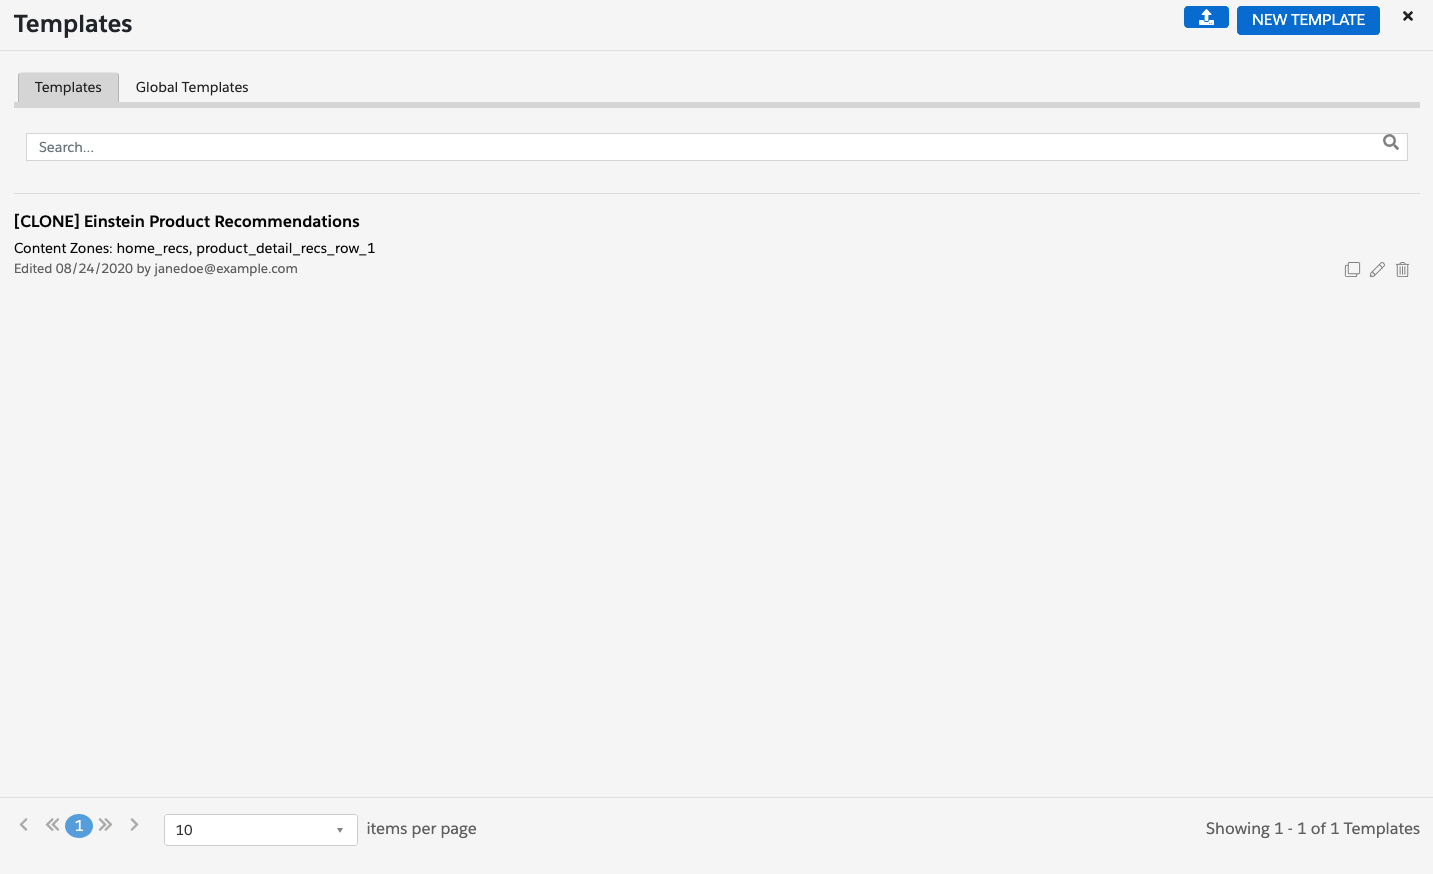 Templates
NEW TEMPLATE
Templates
Global Templates
Search...
[CLONE] Einstein Product Recommendations
Content Zones: home_recs, product_detail_recs_row_1
Edited 08/24/2020 by janedoe@example.com
1
10
items per page
Showing 1 - 1 of 1 Templates